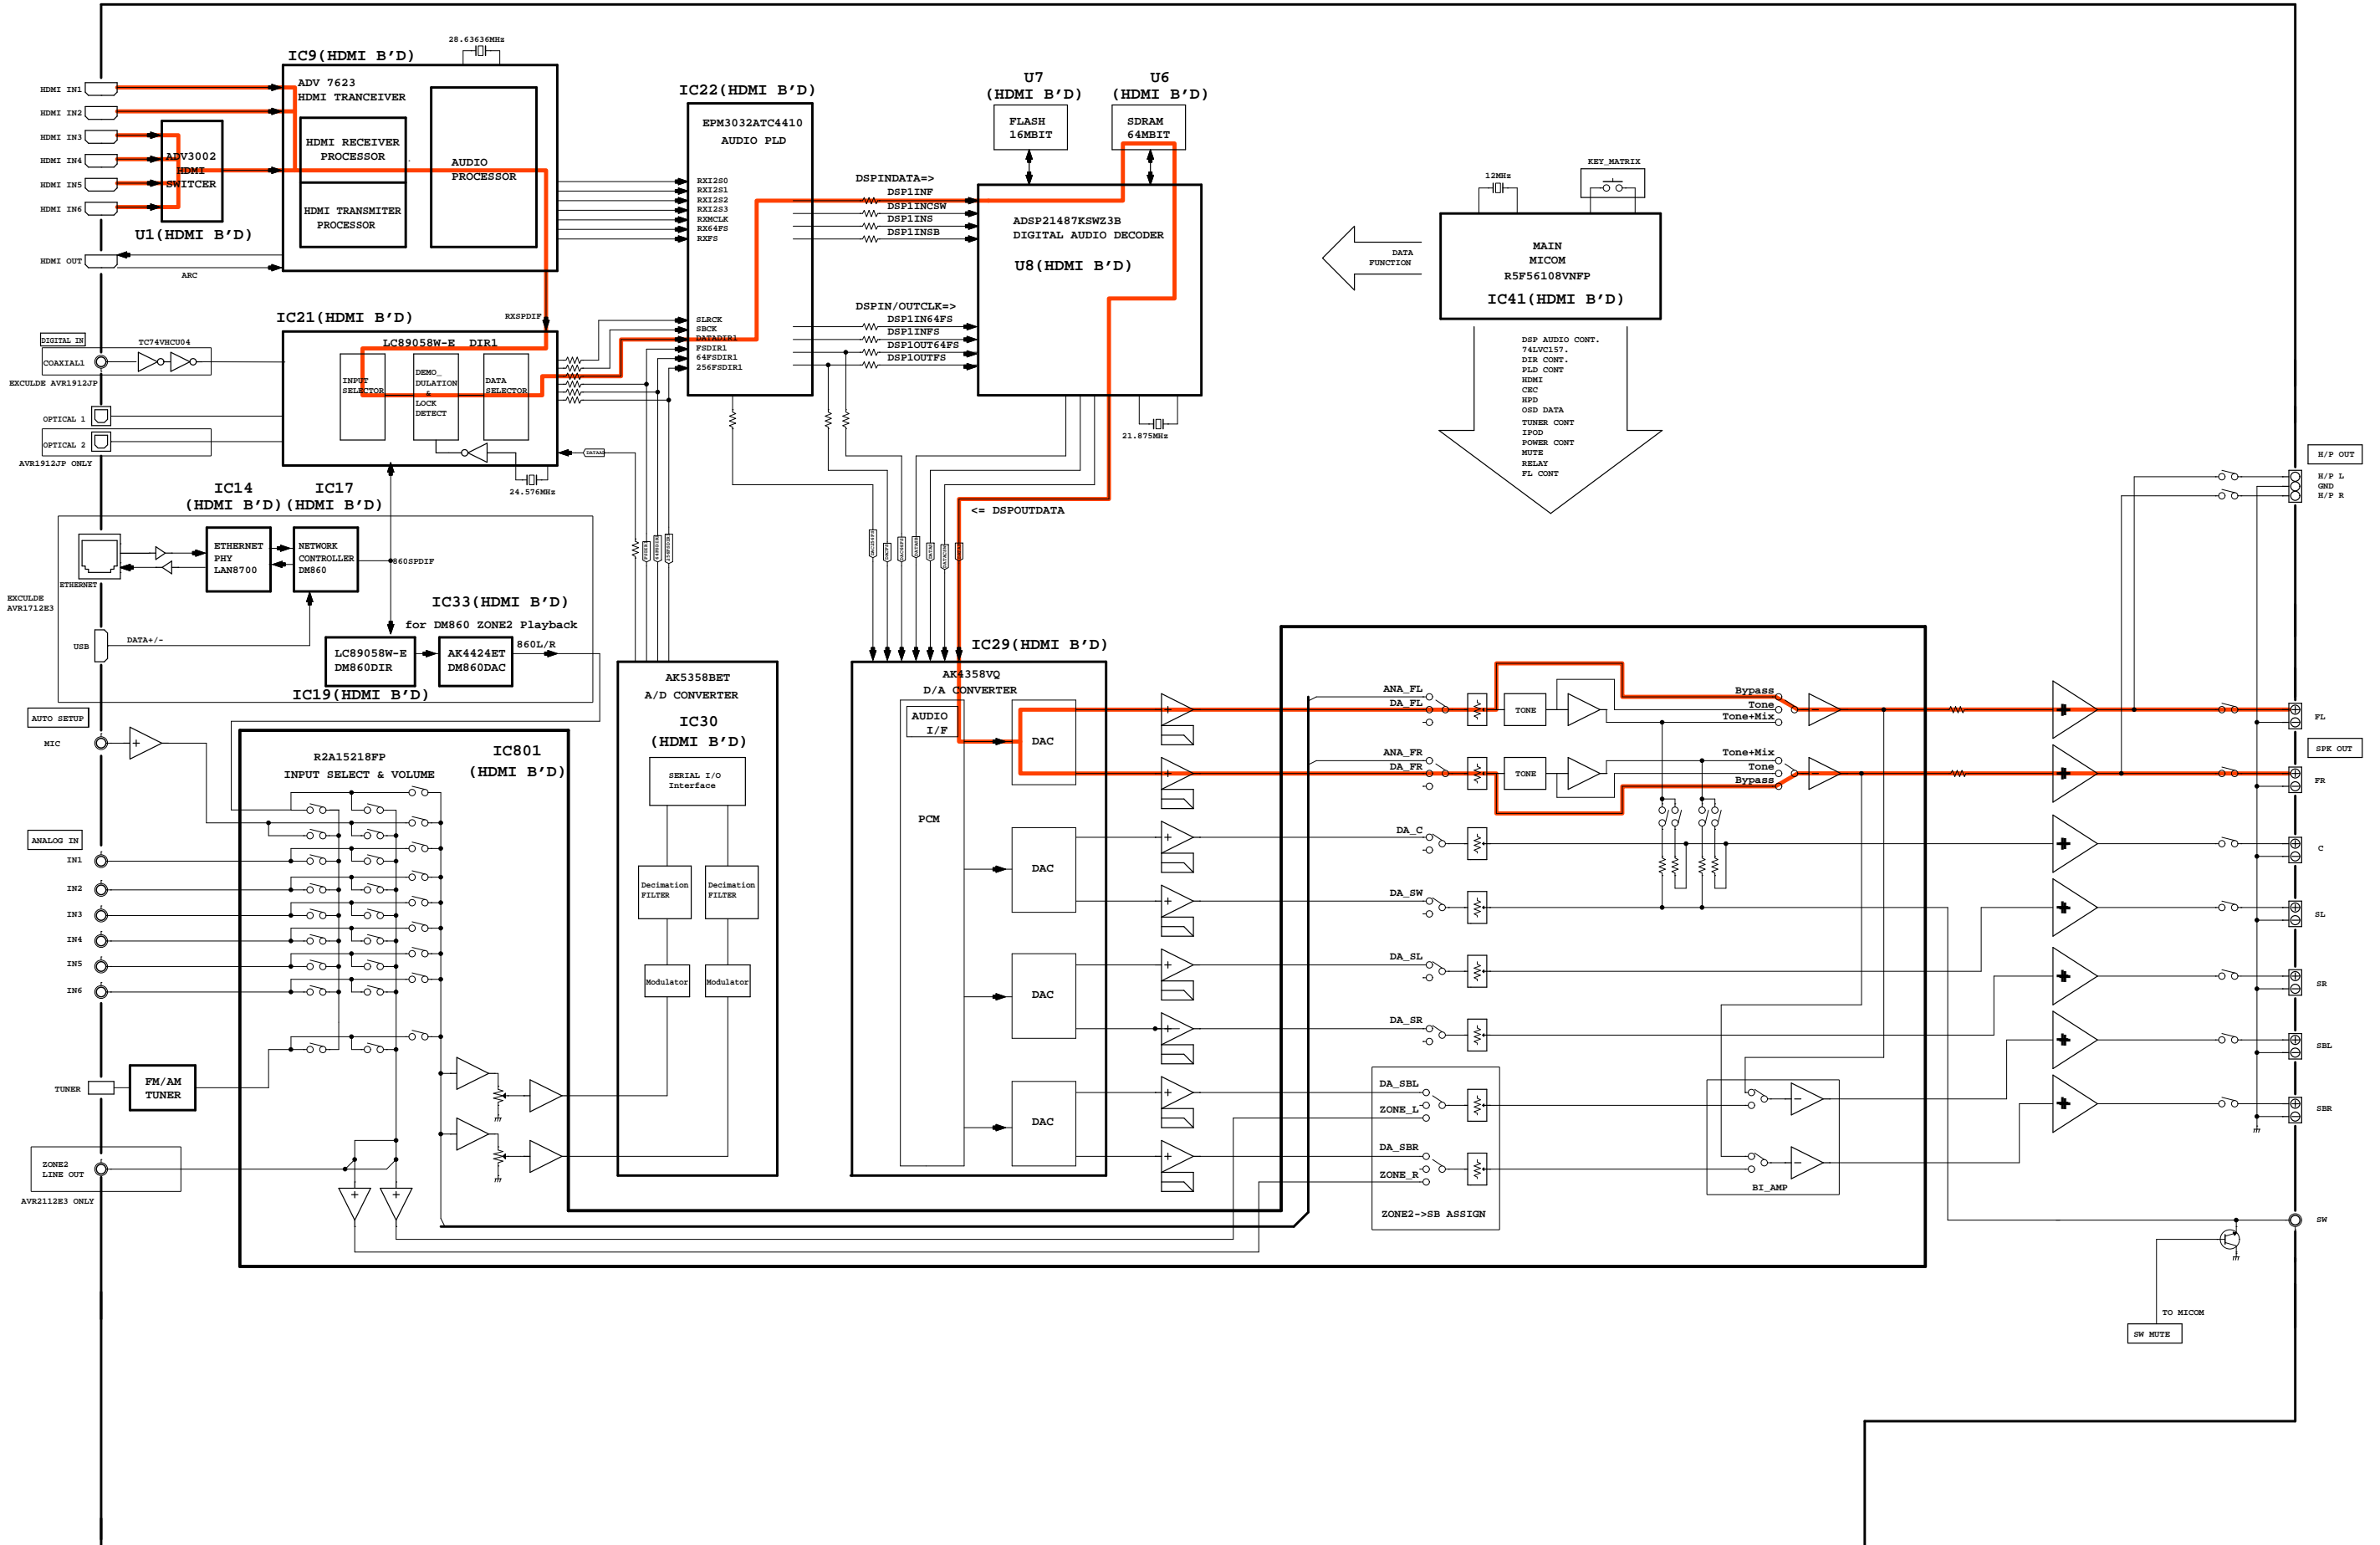 28.63636MHz
IC9(HDMI B'D)
ADV 7623
HDMI TRANCEIVER
HDMI RECEIVER
PROCESSOR
HDMI TRANSMITER
PROCESSOR
AUDIO
PROCESSOR
HDMI IN1
HDMI IN2
HDMI IN3
HDMI IN4
HDMI IN5
HDMI IN6
ADV3002
HDMI
SWITCER
U1(HDMI B'D)
HDMI OUT
ARC
IC22(HDMI B'D)
EPM3032ATC4410
AUDIO PLD
RXI2S0
RXI2S1
RXI2S2
RXI2S3
RXMCLK
RX64FS
RXFS
SLRCK
SBCK
DATADIR1
FSDIR1
64FSDIR1
256FSDIR1
U7
(HDMI B'D)
FLASH
16MBIT
U6
(HDMI B'D)
SDRAM
64MBIT
DSPINDATA=>
DSP1INF
DSP1INCSW
DSP1INS
DSP1INSB
ADSP21487KSWZ3B
DIGITAL AUDIO DECODER
U8(HDMI B'D)
DSPIN/OUTCLK=>
DSP1IN64FS
DSP1INFS
DSP1OUT64FS
DSP1OUTFS
21.875MHz
<= DSPOUTDATA
KEY_MATRIX
12MHz
MAIN
MICOM
R5F56108VNFP
IC41(HDMI B'D)
DATA
FUNCTION
DSP AUDIO CONT.
74LVC157.
DIR CONT.
PLD CONT
HDMI
CEC
HPD
OSD DATA
TUNER CONT
IPOD
POWER CONT
MUTE
RELAY
FL CONT
IC21(HDMI B'D)
RXSPDIF
LC89058W-E DIR1
INPUT
SELECTOR
DEMO_
DULATION
&
LOCK
DETECT
DATA
SELECTOR
24.576MHz
DATAAD
DIGITAL IN
COAXIAL1
TC74VHCU04
EXCULDE AVR1912JP
OPTICAL 1
OPTICAL 2
AVR1912JP ONLY
IC14
(HDMI B'D)
IC17
(HDMI B'D)
ETHERNET
PHY
LAN8700
NETWORK
CONTROLLER
DM860
ETHERNET
860SPDIF
EXCULDE
AVR1712E3
USB
DATA+/-
IC33(HDMI B'D)
for DM860 ZONE2 Playback
LC89058W-E
DM860DIR
AK4424ET
DM860DAC
860L/R
IC19(HDMI B'D)
AUTO SETUP
MIC
R2A15218FP
INPUT SELECT & VOLUME
IC801
(HDMI B'D)
ANALOG IN
IN1
IN2
IN3
IN4
IN5
IN6
TUNER
FM/AM
TUNER
ZONE2
LINE OUT
AVR2112E3 ONLY
AK5358BET
A/D CONVERTER
IC30
(HDMI B'D)
SERIAL I/O
Interface
Decimation
FILTER
Decimation
FILTER
Modulator
Modulator
IC29(HDMI B'D)
AK4358VQ
D/A CONVERTER
AUDIO
I/F
PCM
DAC
DAC
DAC
DAC
ANA_FL
DA_FL
ANA_FR
DA_FR
DA_C
DA_SW
DA_SL
DA_SR
DA_SBL
ZONE_L
DA_SBR
ZONE_R
ZONE2->SB ASSIGN
TONE
TONE
Bypass
Tone
Tone+Mix
Tone+Mix
Tone
Bypass
BI_AMP
H/P OUT
H/P L
GND
H/P R
FL
SPK OUT
FR
C
SL
SR
SBL
SBR
SW
TO MICOM
SW MUTE